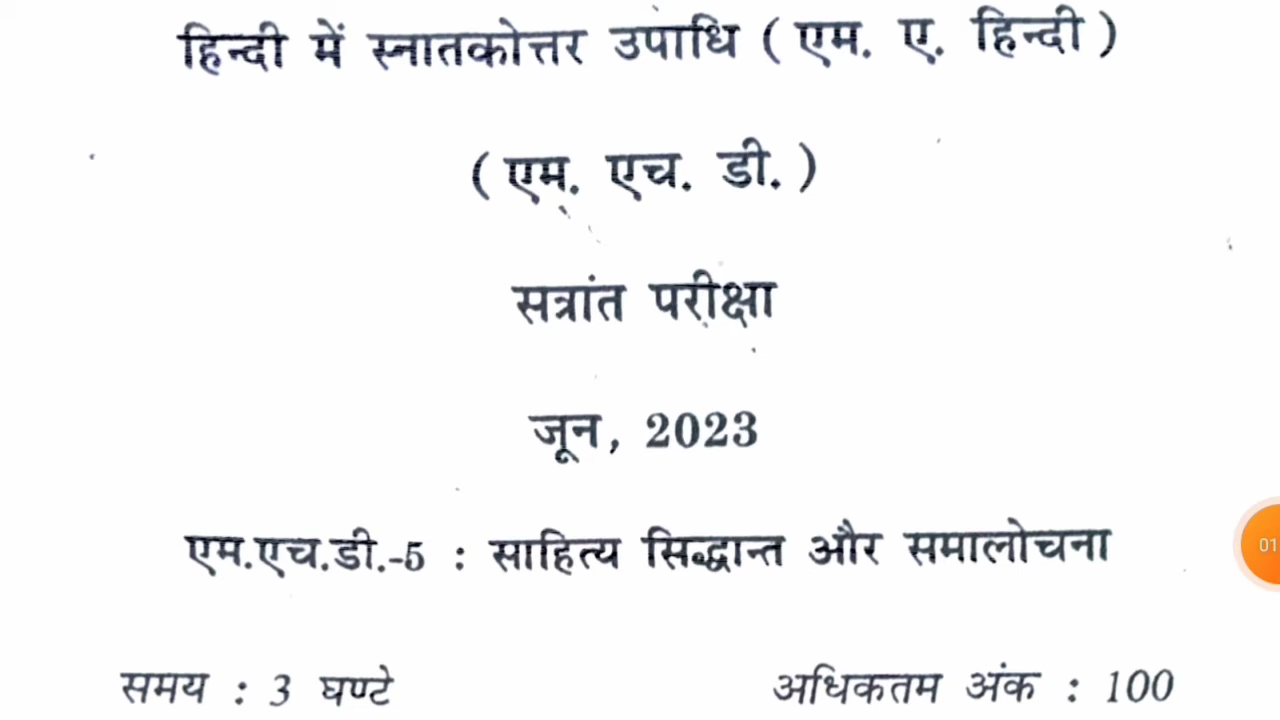 हिन्दी में स्नातकोत्तर उपाधि ( एम. ए. हिन्दी )
( एम. एच. डी. )
सत्रांत परीक्षा
जून, 2023
एम.एच.डी.-5 : साहित्य सिद्धान्त और समालोचना
01
समय : 3 घण्टे अधिकतम अंक : 100